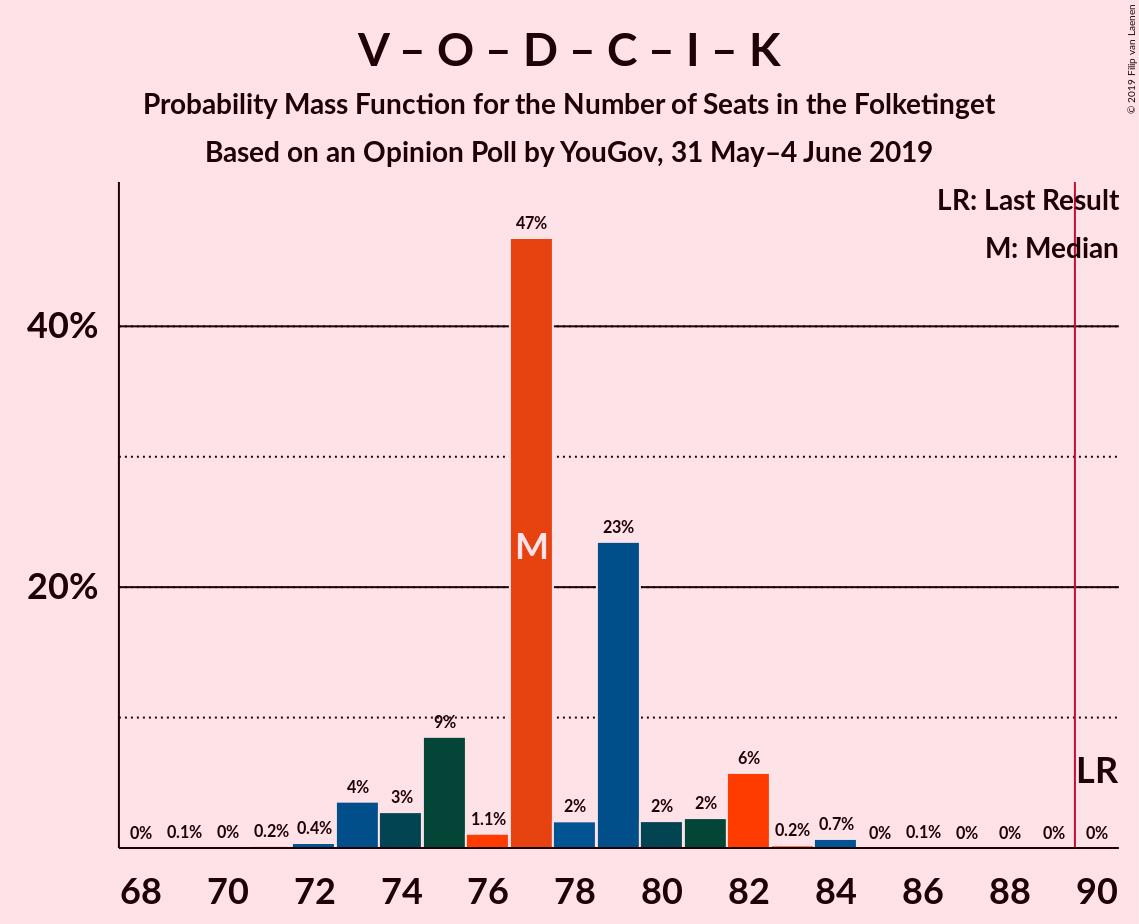 V – O – D – C – I – K
Probability Mass Function for the Number of Seats in the Folketinget
Based on an Opinion Poll by YouGov, 31 May–4 June 2019
© 2019 Filip van Laenen
LR: Last Result
M: Median
40%
20%
0% 0.1% 0% 0.2% 0.4% 4% 3% 9% 1.1% 47% 2% 23% 2% 2% 6% 0.2% 0.7% 0% 0.1% 0% 0% 0% 0%
M
LR
68 70 72 74 76 78 80 82 84 86 88 90